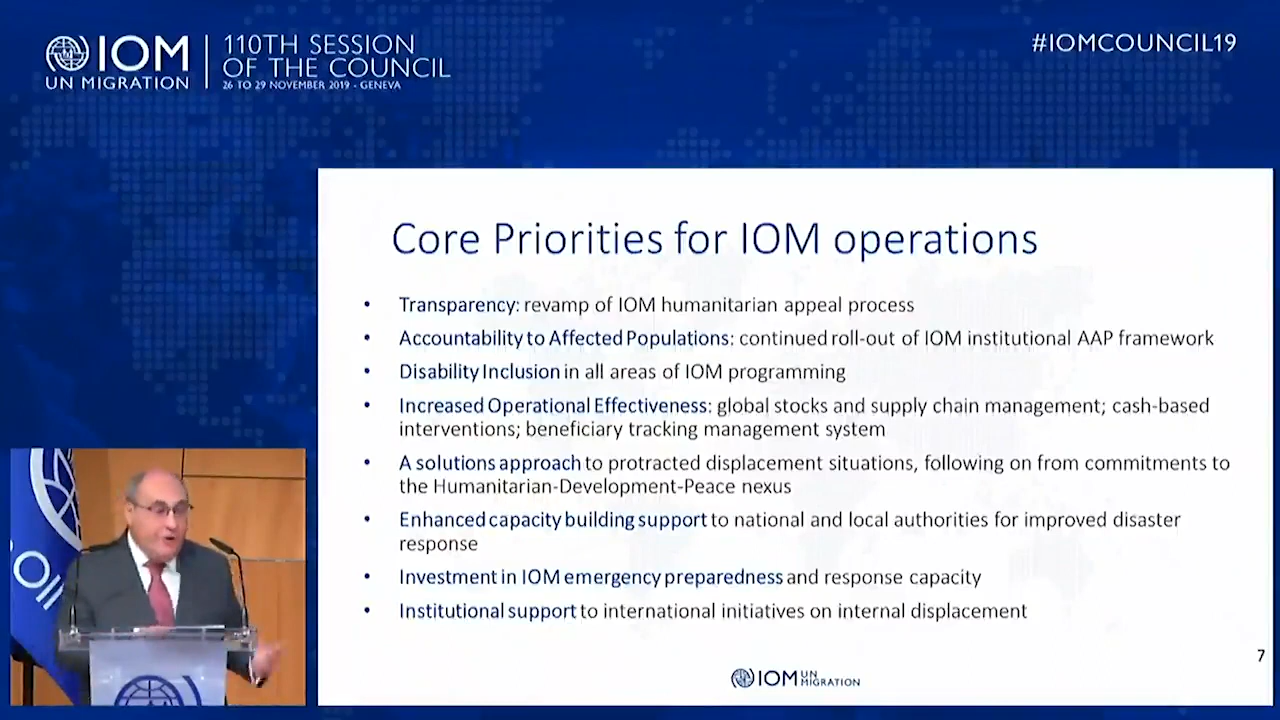 IOM
UN MIGRATION
110TH SESSION
OF THE COUNCIL
26 TO 29 NOVEMBER 2019 - GENEVA
#IOMCOUNCIL19
Core Priorities for IOM operations
• Transparency: revamp of IOM humanitarian appeal process
• Accountability to Affected Populations: continued roll-out of IOM institutional AAP framework
• Disability Inclusion in all areas of IOM programming
• Increased Operational Effectiveness: global stocks and supply chain management; cash-based
interventions; beneficiary tracking management system
• A solutions approach to protracted displacement situations, following on from commitments to
the Humanitarian-Development-Peace nexus
• Enhanced capacity building support to national and local authorities for improved disaster
response
• Investment in IOM emergency preparedness and response capacity
• Institutional support to international initiatives on internal displacement
7
IOM UN
MIGRATION